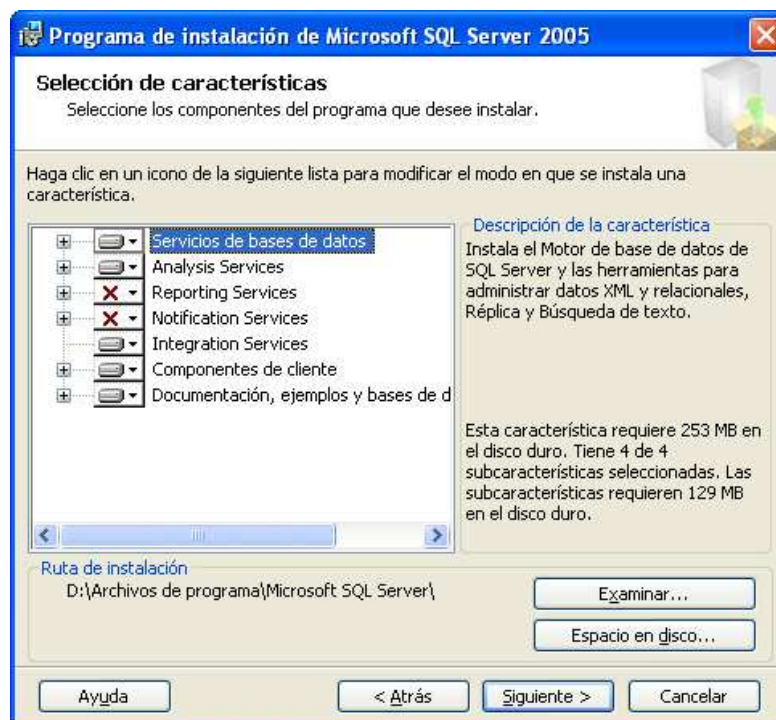 Programa de instalación de Microsoft SQL Server 2005
Selección de características
Seleccione los componentes del programa que desee instalar.
Haga clic en un icono de la siguiente lista para modificar el modo en que se instala una
característica.
Servicios de bases de datos
Analysis Services
Reporting Services
Notification Services
Integration Services
Componentes de cliente
Documentación, ejemplos y bases de d
Descripción de la característica
Instala el Motor de base de datos de
SQL Server y las herramientas para
administrar datos XML y relacionales,
Réplica y Búsqueda de texto.
Esta característica requiere 253 MB en
el disco duro. Tiene 4 de 4
subcaracterísticas seleccionadas. Las
subcaracterísticas requieren 129 MB
en el disco duro.
Ruta de instalación
D:\Archivos de programa\Microsoft SQL Server\
Examinar...
Espacio en disco...
Ayuda
< Atrás
Siguiente >
Cancelar